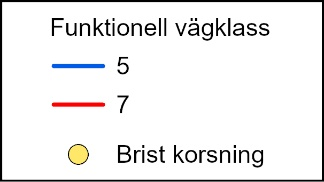 Funktionell vägklass
5
7
Brist korsning